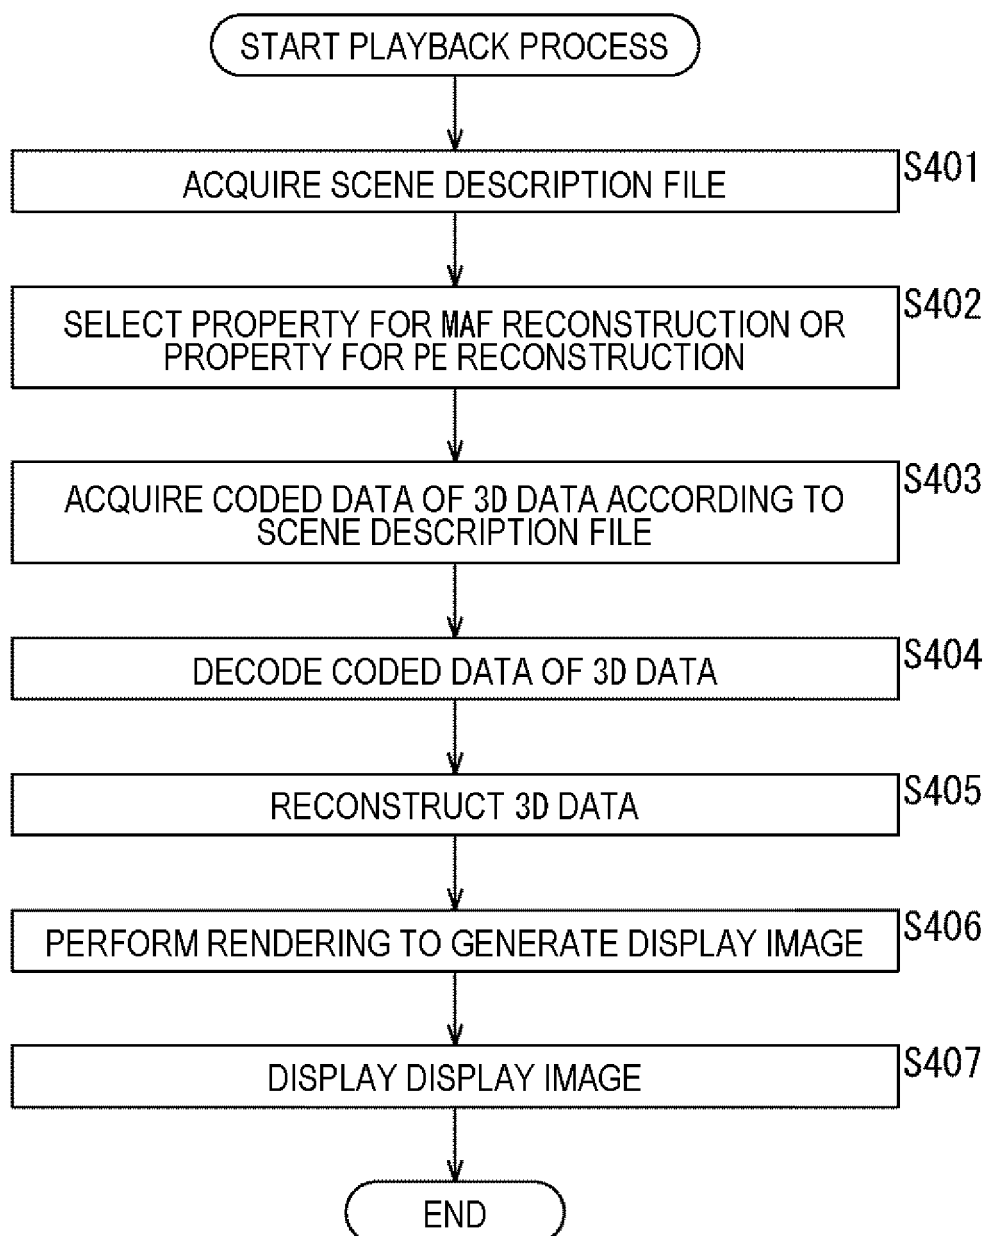 START PLAYBACK PROCESS
S401
ACQUIRE SCENE DESCRIPTION FILE
S402
SELECT PROPERTY FOR MAF RECONSTRUCTION OR
PROPERTY FOR PE RECONSTRUCTION
S403
ACQUIRE CODED DATA OF 3D DATA ACCORDING TO
SCENE DESCRIPTION FILE
S404
DECODE CODED DATA OF 3D DATA
S405
RECONSTRUCT 3D DATA
S406
PERFORM RENDERING TO GENERATE DISPLAY IMAGE
S407
DISPLAY DISPLAY IMAGE
END